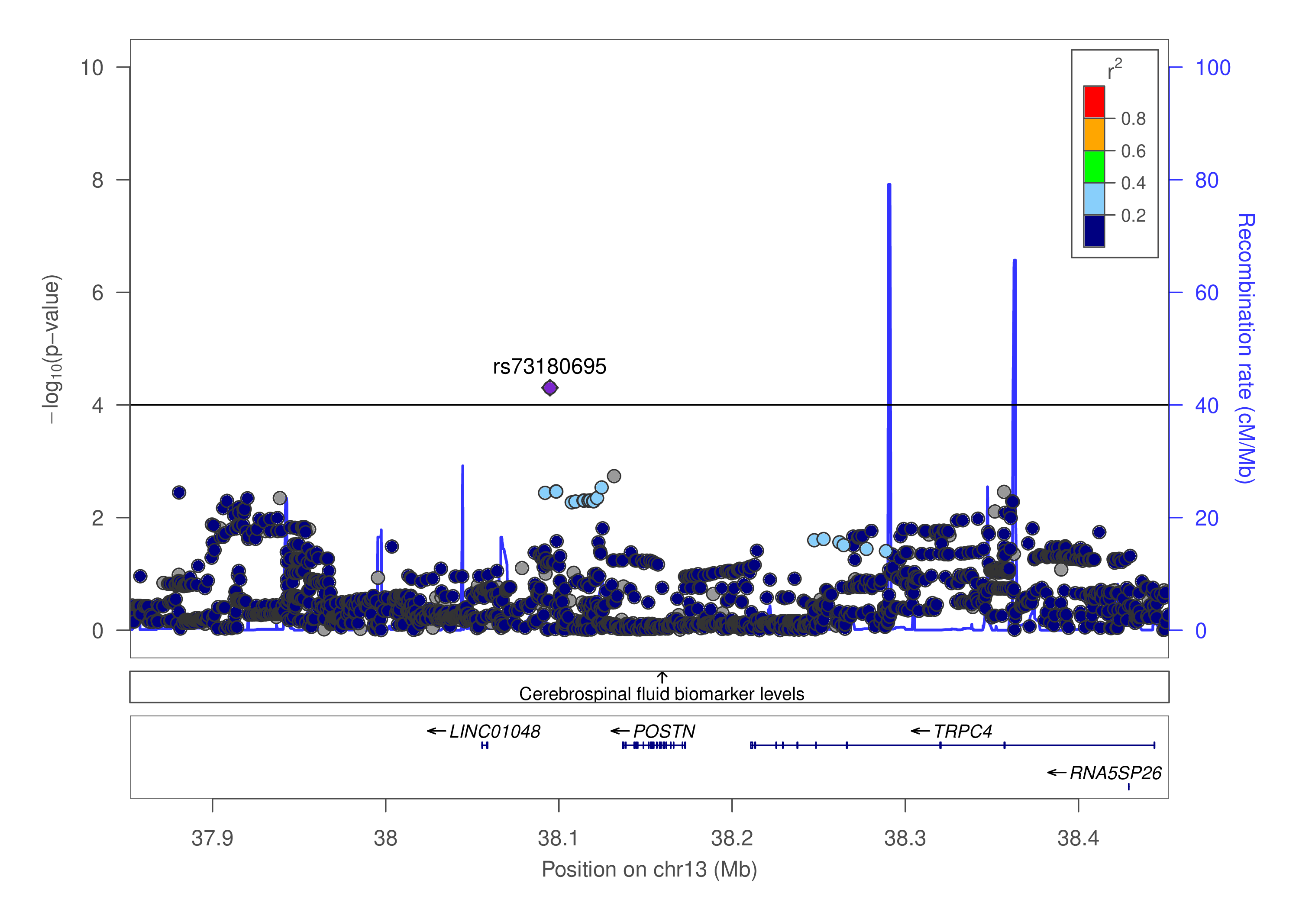 10
8
6
4
2
0
−log10(p−value)
rs73180695
r2
0.8
0.6
0.4
0.2
100
80
60
40
20
0
Recombination rate (cM/Mb)
Cerebrospinal fluid biomarker levels
LINC01048
POSTN
TRPC4
RNA5SP26
37.9
38
38.1
38.2
38.3
38.4
Position on chr13 (Mb)